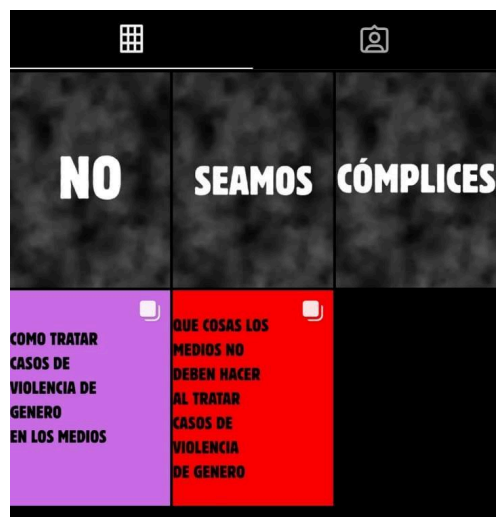 NO
SEAMOS
CÓMPLICES
COMO TRATAR
CASOS DE
VIOLENCIA DE
GENERO
EN LOS MEDIOS
QUE COSAS LOS
MEDIOS NO
DEBEN HACER
AL TRATAR
CASOS DE
VIOLENCIA
DE GENERO